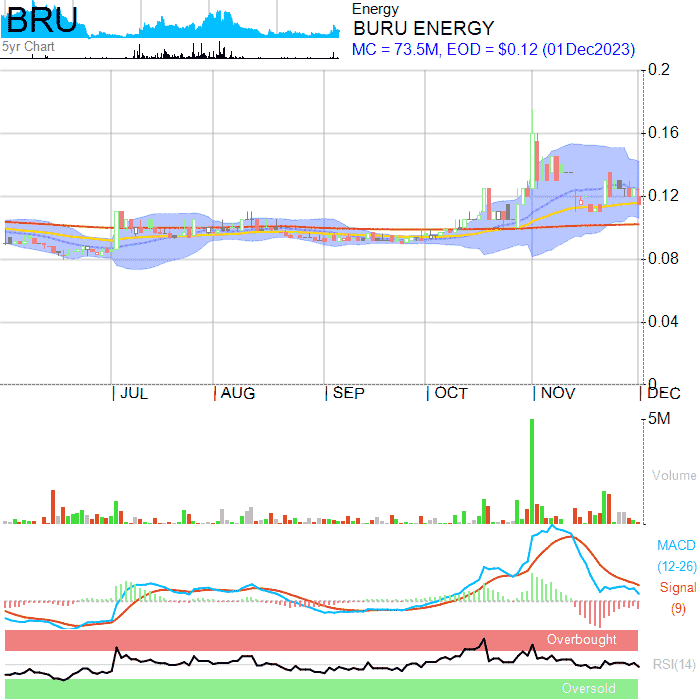 BRU
5yr Chart
Energy
BURU ENERGY
MC = 73.5M, EOD = $0.12 (01Dec2023)
0.2
0.16
0.12
0.08
0.04
0
JUL AUG SEP OCT NOV DEC
5M
Volume
MACD
(12-26)
Signal
(9)
Overbought
RSI(14)
Oversold